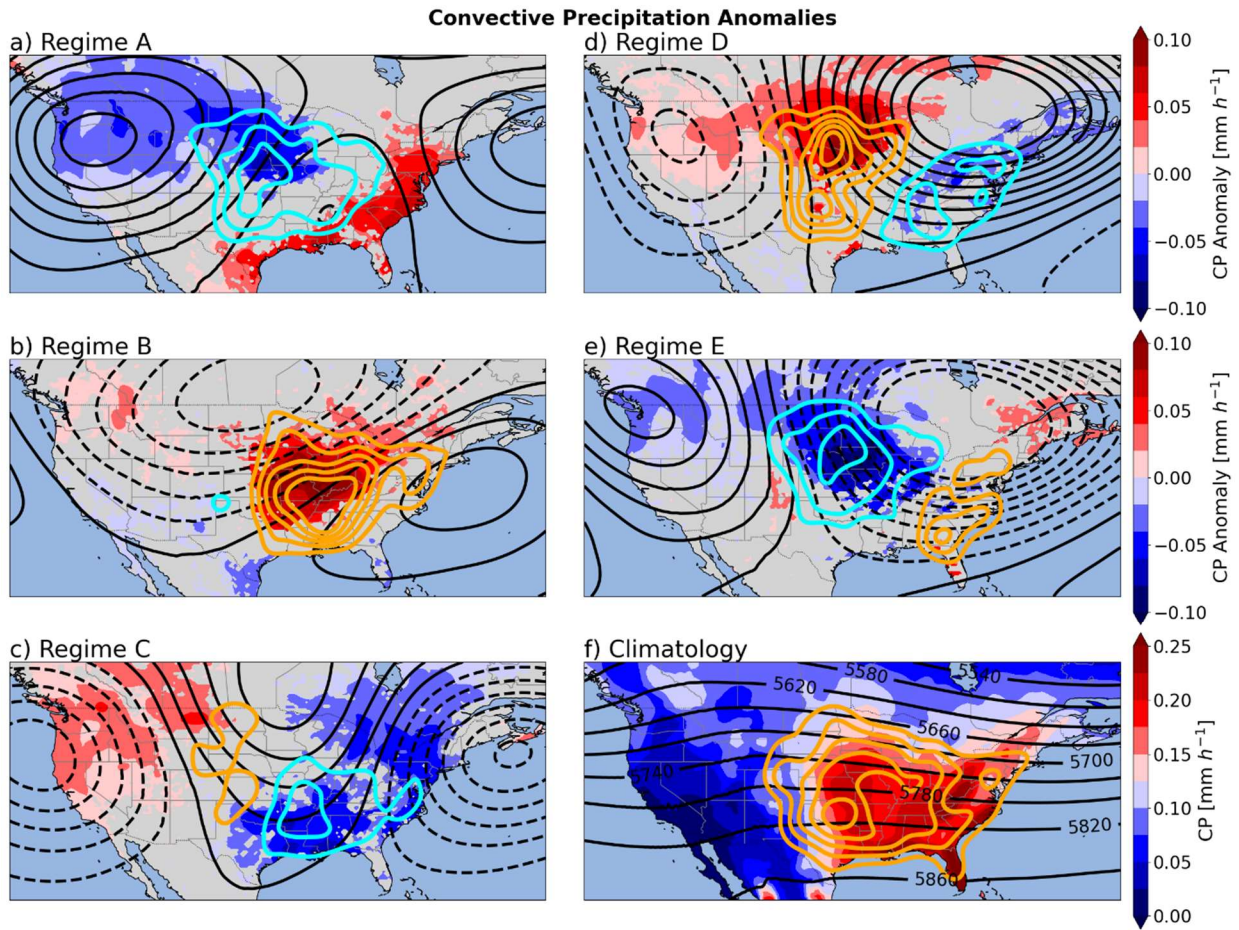 Convective Precipitation Anomalies
a) Regime A
d) Regime D
0.10
0.05
0.00
−0.05
−0.10
CP Anomaly [mm h⁻¹]
b) Regime B
e) Regime E
0.10
0.05
0.00
−0.05
−0.10
CP Anomaly [mm h⁻¹]
c) Regime C
f) Climatology
5580
5540
5620
5660
5700
5740
5780
5820
5860
0.25
0.20
0.15
0.10
0.05
0.00
CP [mm h⁻¹]